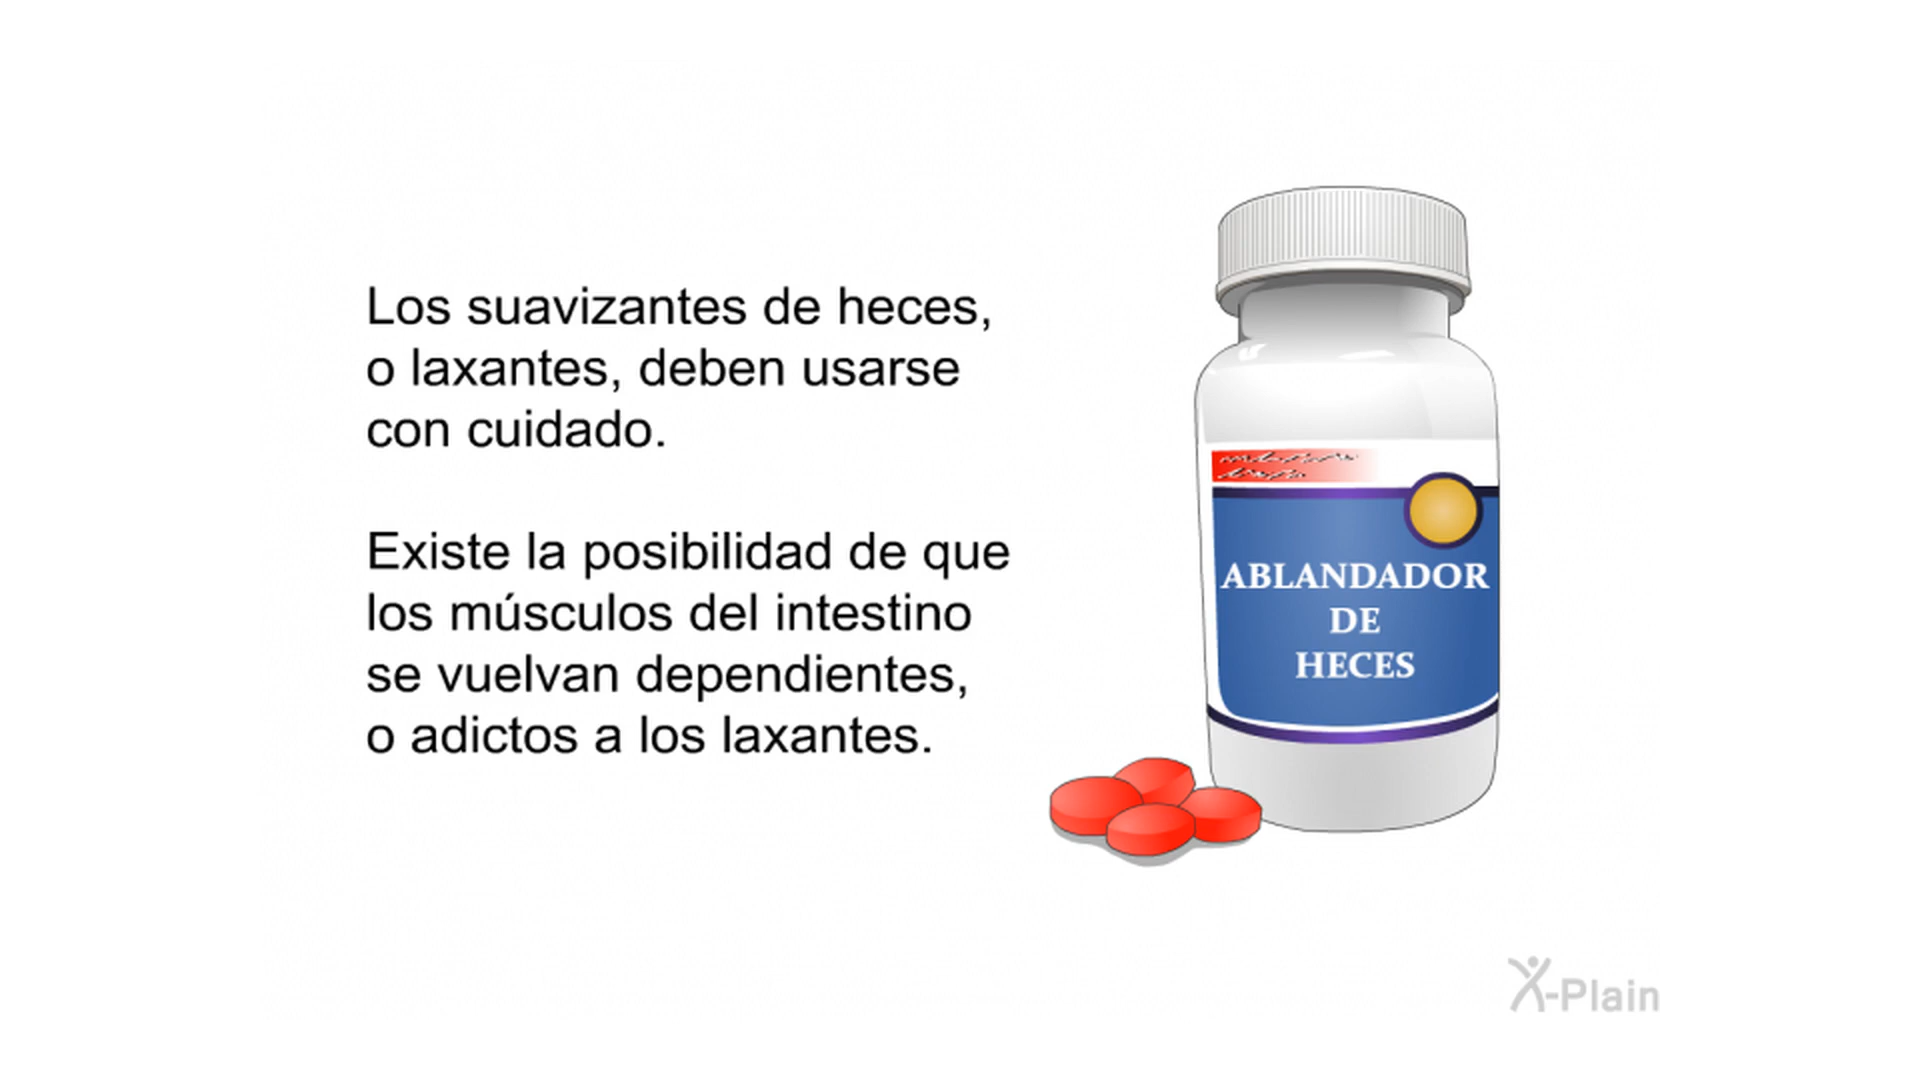 Los suavizantes de heces,
o laxantes, deben usarse
con cuidado.
Existe la posibilidad de que
los músculos del intestino
se vuelvan dependientes,
o adictos a los laxantes.
ABLANDADOR
DE
HECES
X-Plain